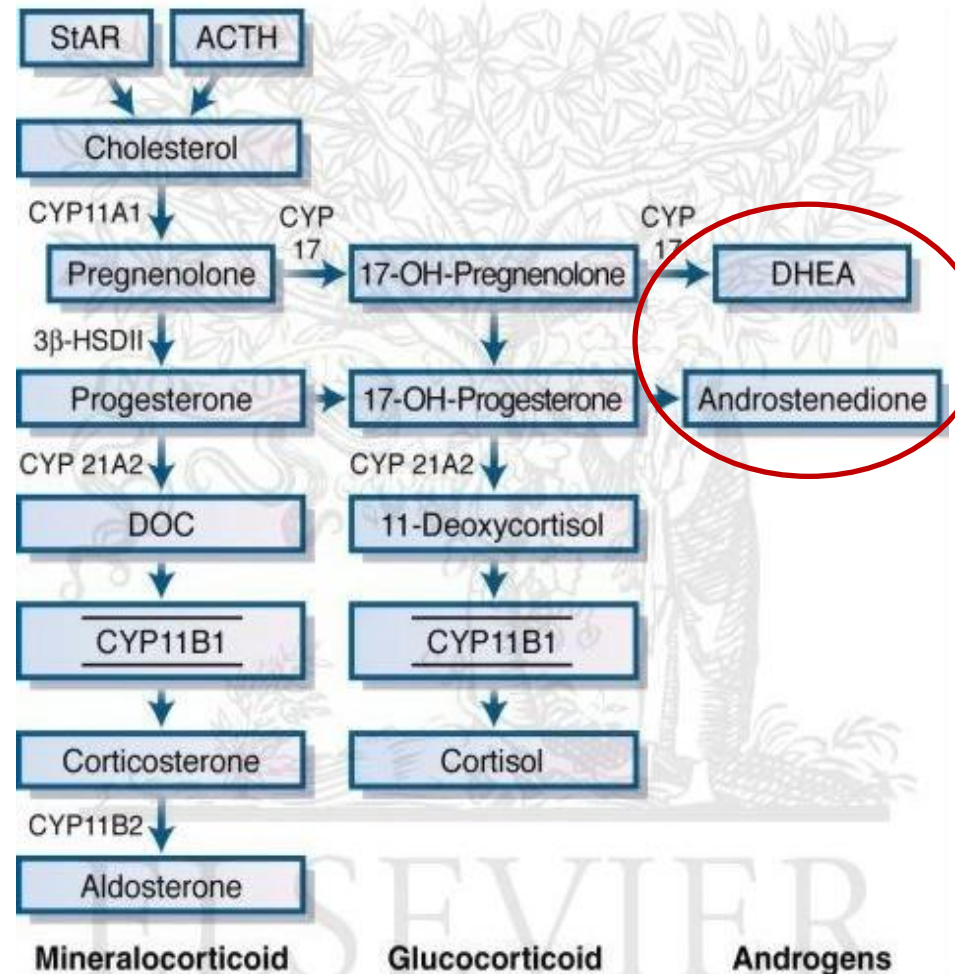 StAR
ACTH
Cholesterol
CYP11A1
CYP
17
CYP
17
Pregnenolone
17-OH-Pregnenolone
DHEA
3β-HSDII
Progesterone
17-OH-Progesterone
Androstenedione
CYP 21A2
CYP 21A2
DOC
11-Deoxycortisol
CYP11B1
CYP11B1
Corticosterone
Cortisol
CYP11B2
Aldosterone
ELSEVIER
Mineralocorticoid
Glucocorticoid
Androgens